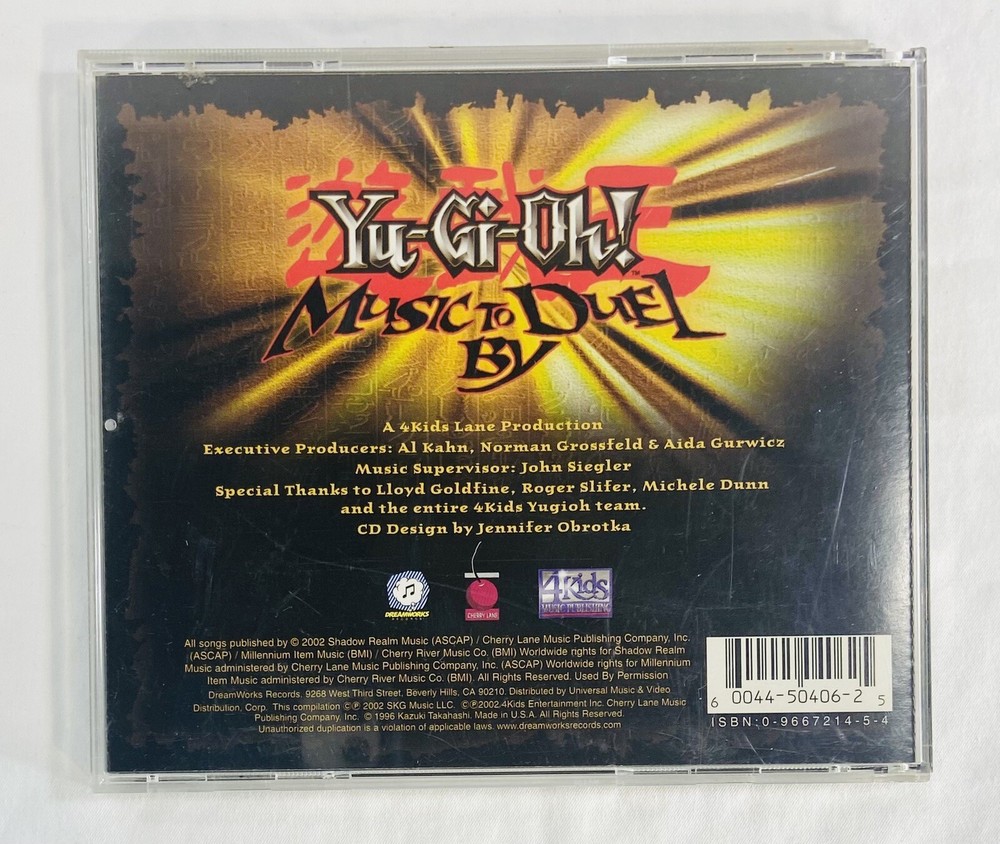 遊戯王
Yu-Gi-Oh!
™
MUSIC TO DUEL
BY
A 4Kids Lane Production
Executive Producers: Al Kahn, Norman Grossfeld & Aida Gurwicz
Music Supervisor: John Siegler
Special Thanks to Lloyd Goldfine, Roger Slifer, Michele Dunn
and the entire 4Kids Yugioh team.
CD Design by Jennifer Obrotka
DREAMWORKS
RECORDS
CHERRY LANE
4Kids
MUSIC PUBLISHING
All songs published by © 2002 Shadow Realm Music (ASCAP) / Cherry Lane Music Publishing Company, Inc.
(ASCAP) / Millennium Item Music (BMI) / Cherry River Music Co. (BMI) Worldwide rights for Shadow Realm
Music administered by Cherry Lane Music Publishing Company, Inc. (ASCAP) Worldwide rights for Millennium
Item Music administered by Cherry River Music Co. (BMI). All Rights Reserved. Used By Permission
DreamWorks Records. 9268 West Third Street, Beverly Hills, CA 90210. Distributed by Universal Music & Video
Distribution, Corp. This compilation ©℗ 2002 SKG Music LLC. ©℗2002.4Kids Entertainment Inc. Cherry Lane Music
Publishing Company, Inc. © 1996 Kazuki Takahashi. Made in U.S.A. All Rights Reserved.
Unauthorized duplication is a violation of applicable laws. www.dreamworksrecords.com
6 0044-50406-2 5
ISBN:0-9667214-5-4